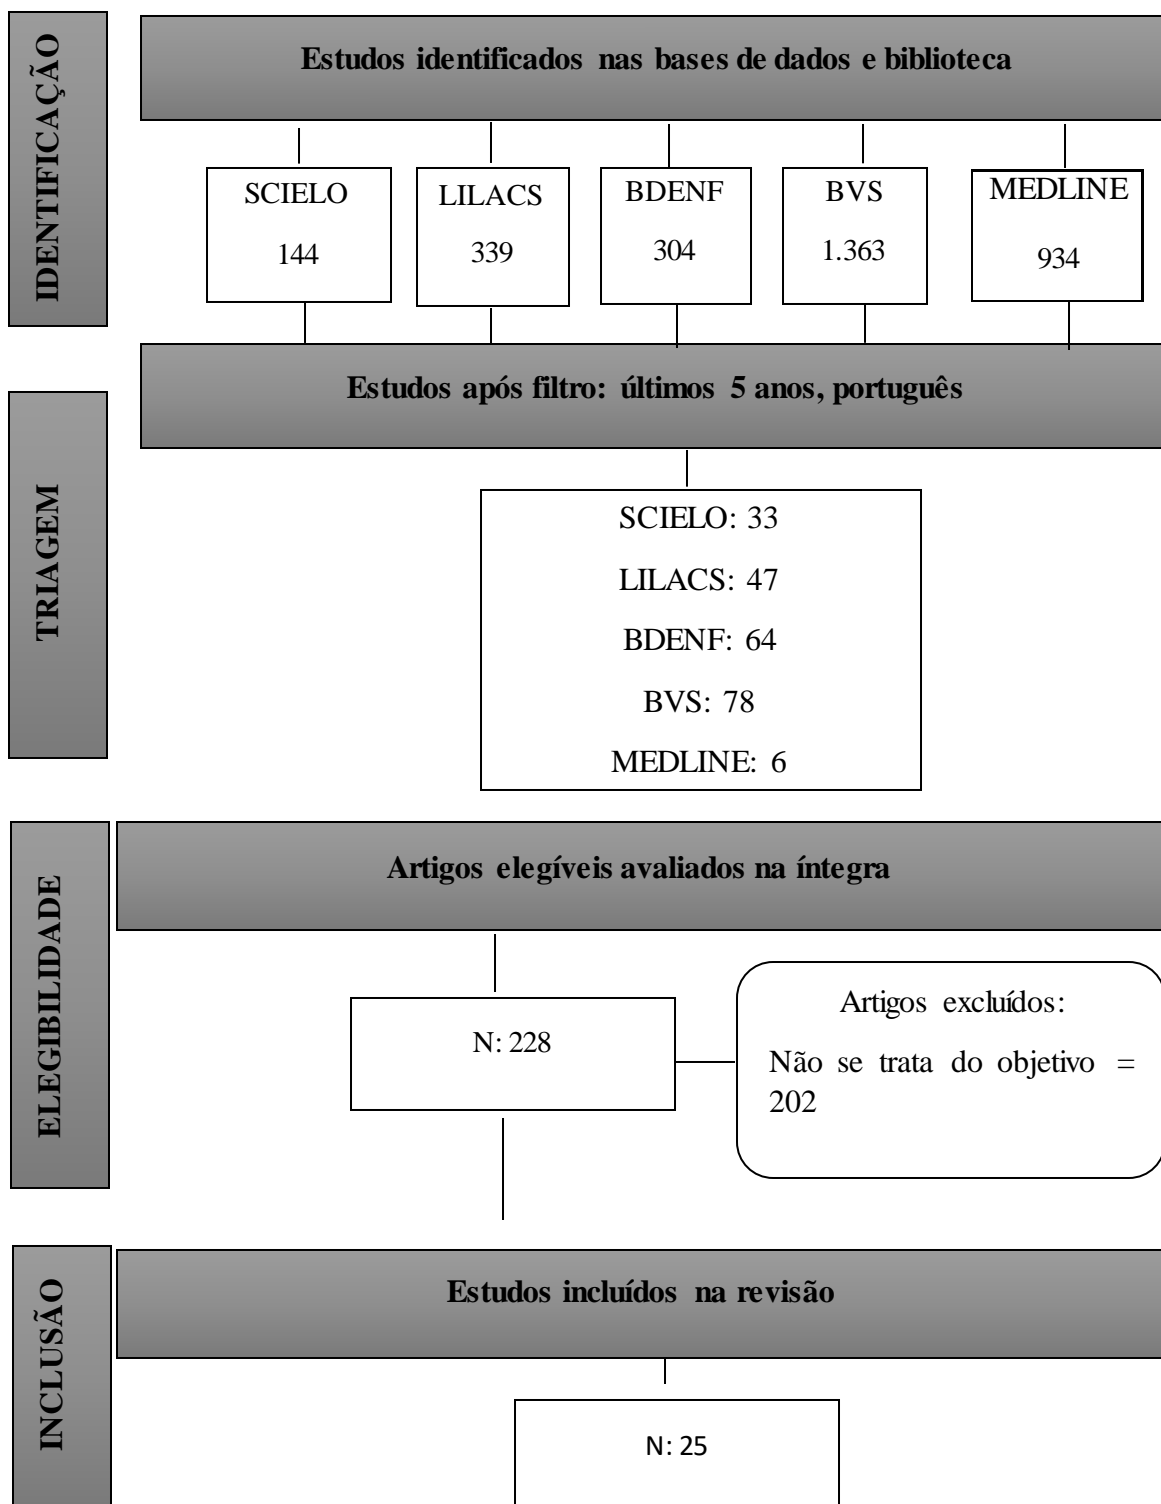 IDENTIFICAÇÃO
Estudos identificados nas bases de dados e biblioteca
SCIELO
144
LILACS
339
BDENF
304
BVS
1.363
MEDLINE
934
TRIAGEM
Estudos após filtro: últimos 5 anos, português
SCIELO: 33
LILACS: 47
BDENF: 64
BVS: 78
MEDLINE: 6
ELEGIBILIDADE
Artigos elegíveis avaliados na íntegra
N: 228
Artigos excluídos:
Não se trata do objetivo =
202
INCLUSÃO
Estudos incluídos na revisão
N: 25